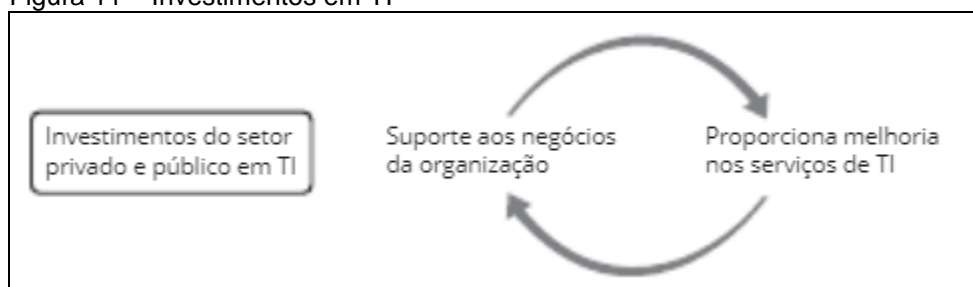 Figura 11 – Investimentos em TI
Investimentos do setor
privado e público em TI
Suporte aos negócios
da organização
Proporciona melhoria
nos serviços de TI